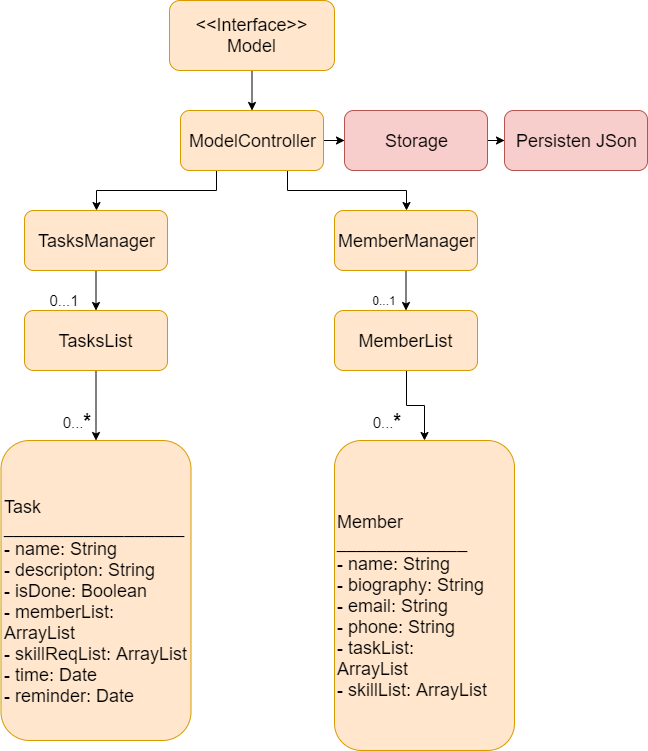 <<Interface>>
Model
ModelController
Storage
Persisten JSon
TasksManager
MemberManager
0...1
0...1
TasksList
MemberList
0...*
0...*
Task
___________________
- name: String
- descripton: String
- isDone: Boolean
- memberList:
ArrayList
- skillReqList: ArrayList
- time: Date
- reminder: Date
Member
_____________
- name: String
- biography: String
- email: String
- phone: String
- taskList:
ArrayList
- skillList: ArrayList